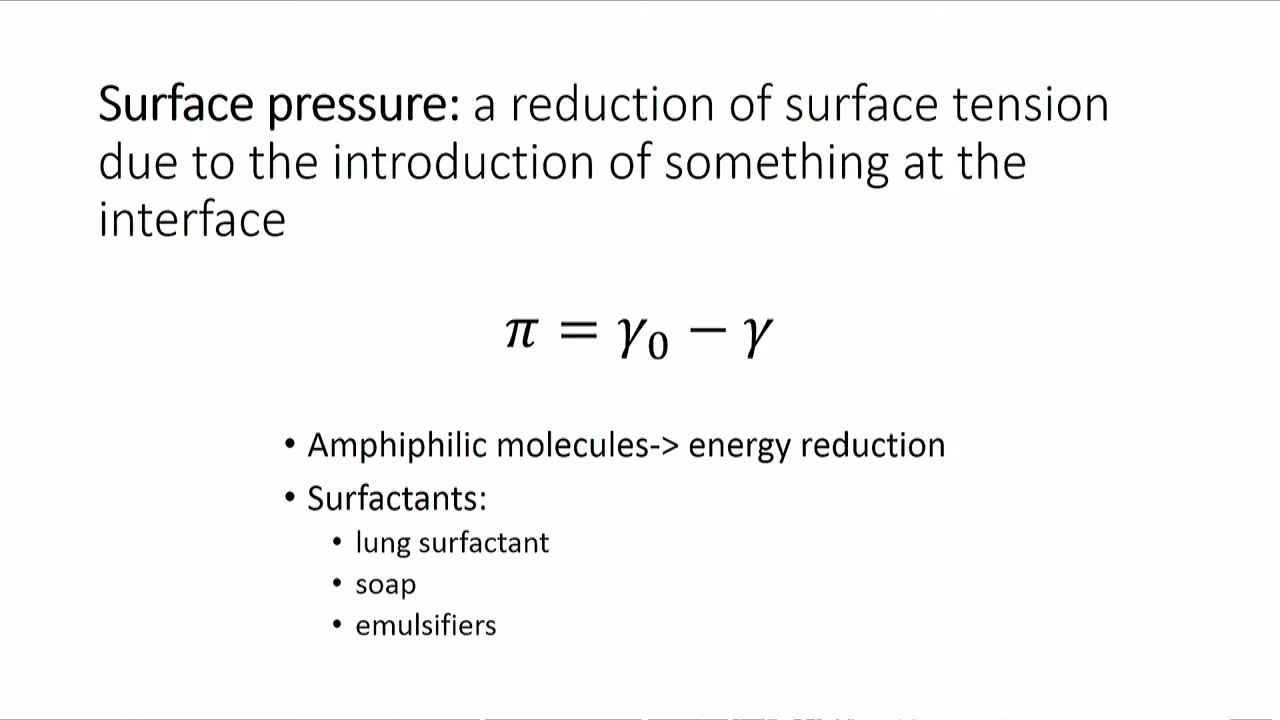 Surface pressure: a reduction of surface tension
due to the introduction of something at the
interface
π = γ₀ − γ
• Amphiphilic molecules-> energy reduction
• Surfactants:
• lung surfactant
• soap
• emulsifiers